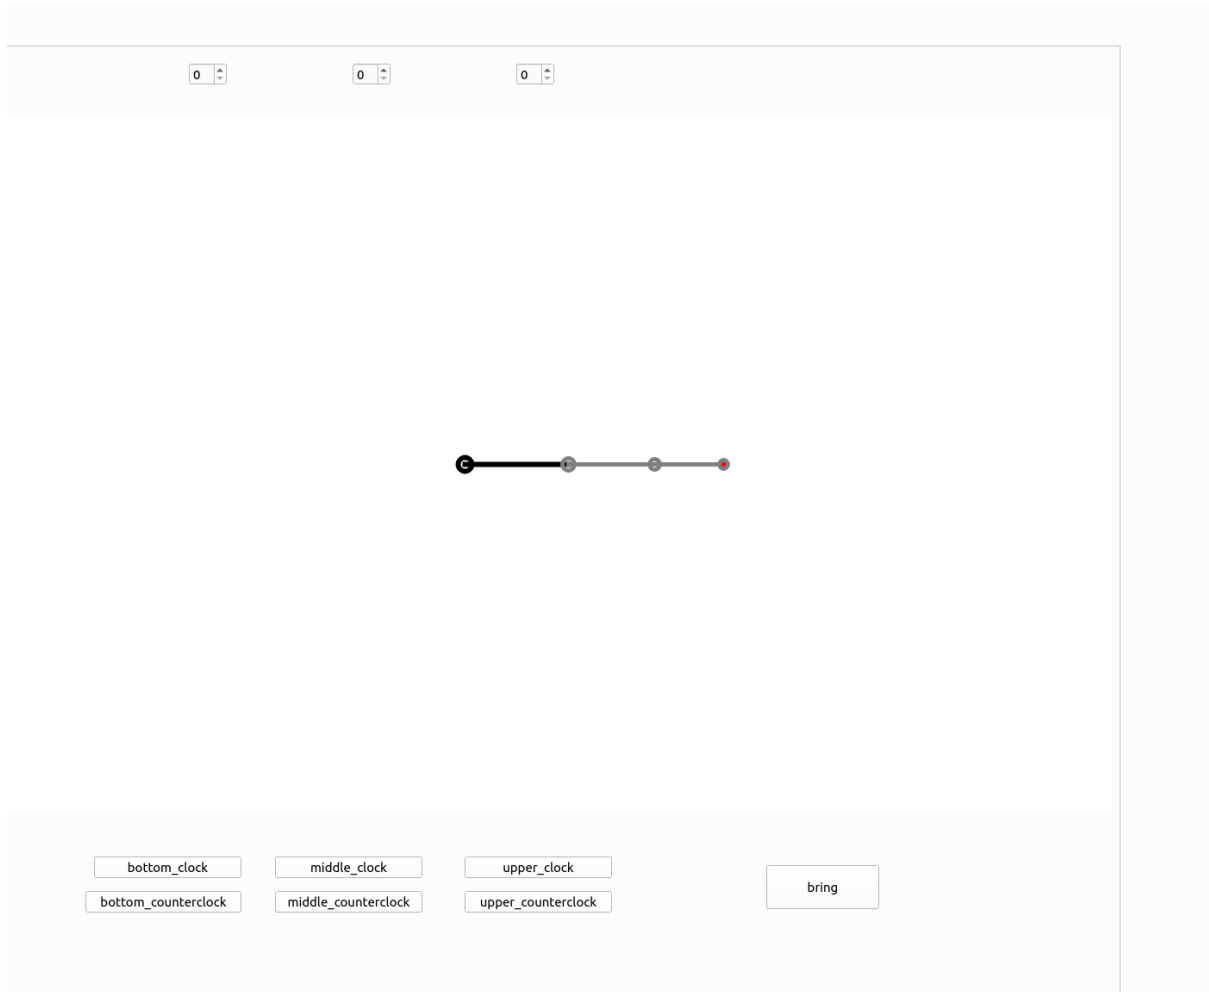 0 0 0
bottom_clock middle_clock upper_clock
bring
bottom_counterclock middle_counterclock upper_counterclock